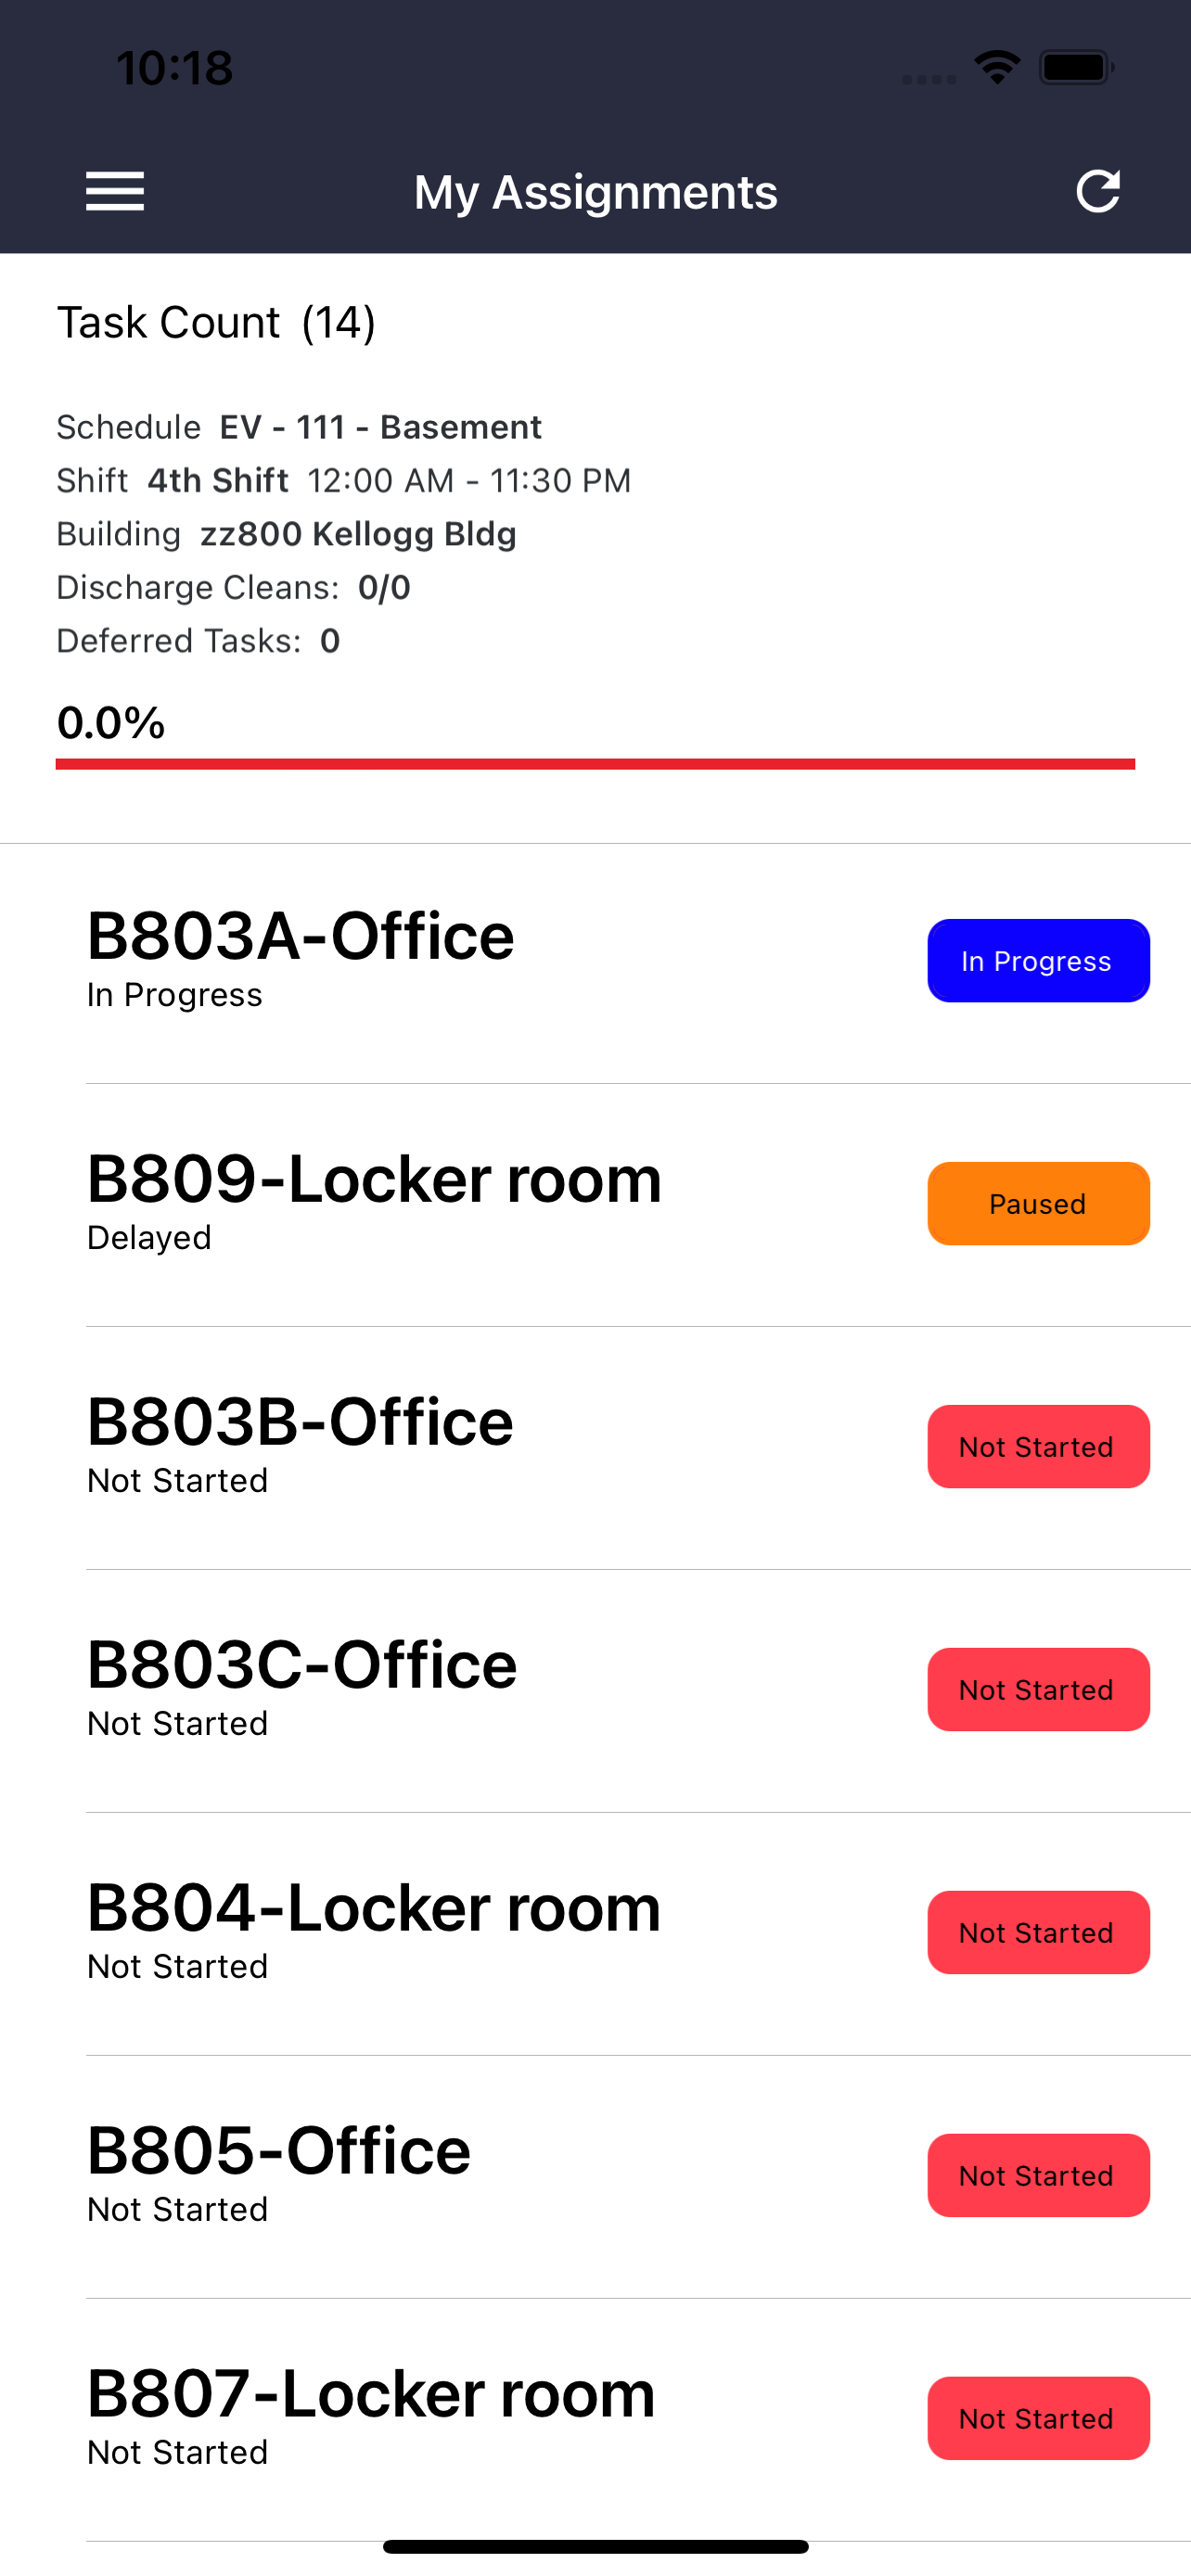 10:18
My Assignments
Task Count (14)
Schedule EV - 111 - Basement
Shift 4th Shift 12:00 AM - 11:30 PM
Building zz800 Kellogg Bldg
Discharge Cleans: 0/0
Deferred Tasks: 0
0.0%
B803A-Office
In Progress
In Progress
B809-Locker room
Paused
Delayed
B803B-Office
Not Started
Not Started
B803C-Office
Not Started
Not Started
B804-Locker room
Not Started
Not Started
B805-Office
Not Started
Not Started
B807-Locker room
Not Started
Not Started